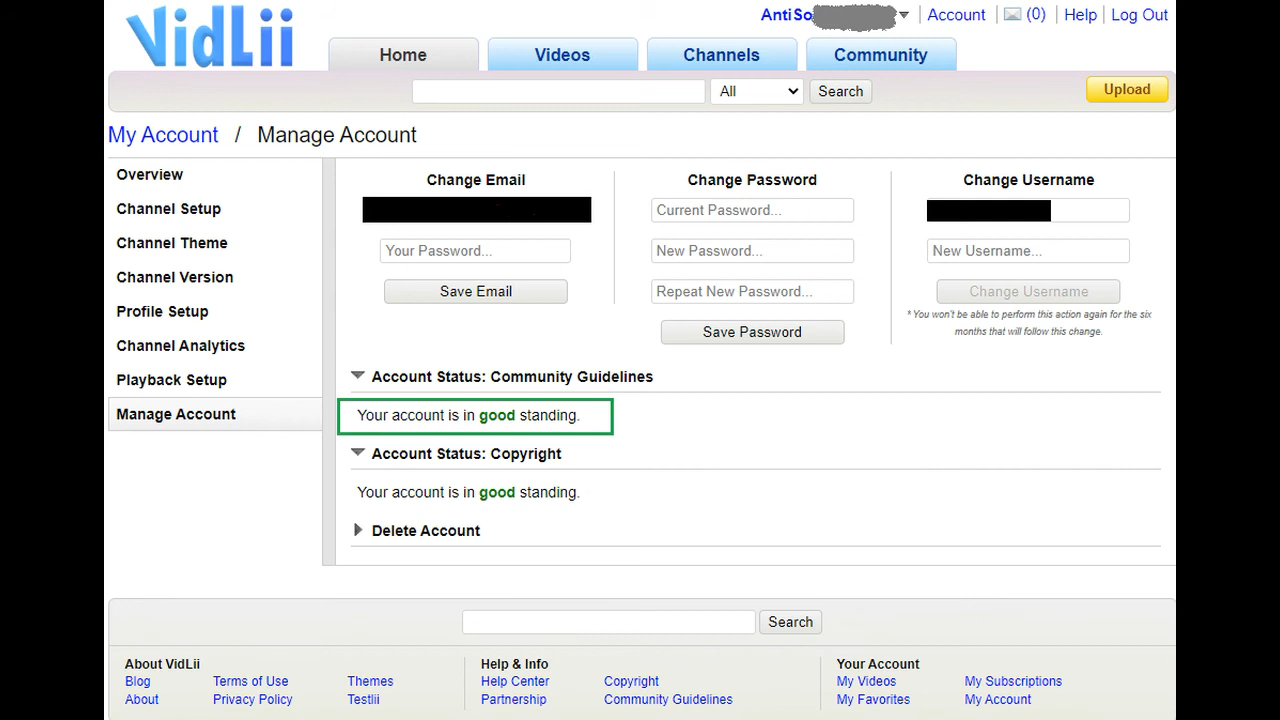 VidLii
AntiSo Account (0) Help Log Out
Home Videos Channels Community
All Search Upload
My Account / Manage Account
Overview
Channel Setup
Channel Theme
Channel Version
Profile Setup
Channel Analytics
Playback Setup
Manage Account
Change Email
Your Password...
Save Email
Change Password
Current Password...
New Password...
Repeat New Password...
Save Password
Change Username
New Username...
Change Username
* You won't be able to perform this action again for the six
months that will follow this change.
Account Status: Community Guidelines
Your account is in good standing.
Account Status: Copyright
Your account is in good standing.
Delete Account
Search
About VidLii
Blog Terms of Use Themes
About Privacy Policy Testlii
Help & Info
Help Center Copyright
Partnership Community Guidelines
Your Account
My Videos My Subscriptions
My Favorites My Account